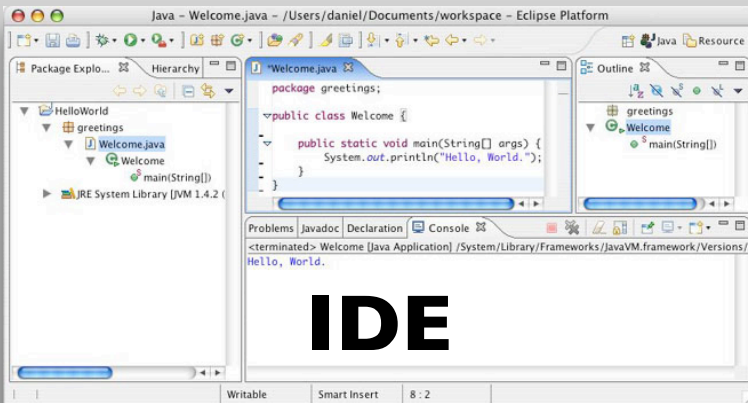 Java - Welcome.java - /Users/daniel/Documents/workspace - Eclipse Platform
Java Resource
Package Explo... Hierarchy
HelloWorld
greetings
Welcome.java
Welcome
main(String[])
JRE System Library [JVM 1.4.2 (
*Welcome.java
package greetings;
public class Welcome {
public static void main(String[] args) {
System.out.println("Hello, World.");
}
}
Outline
greetings
Welcome
main(String[])
Problems Javadoc Declaration Console
<terminated> Welcome [Java Application] /System/Library/Frameworks/JavaVM.framework/Versions/
Hello, World.
IDE
Writable Smart Insert 8 : 2